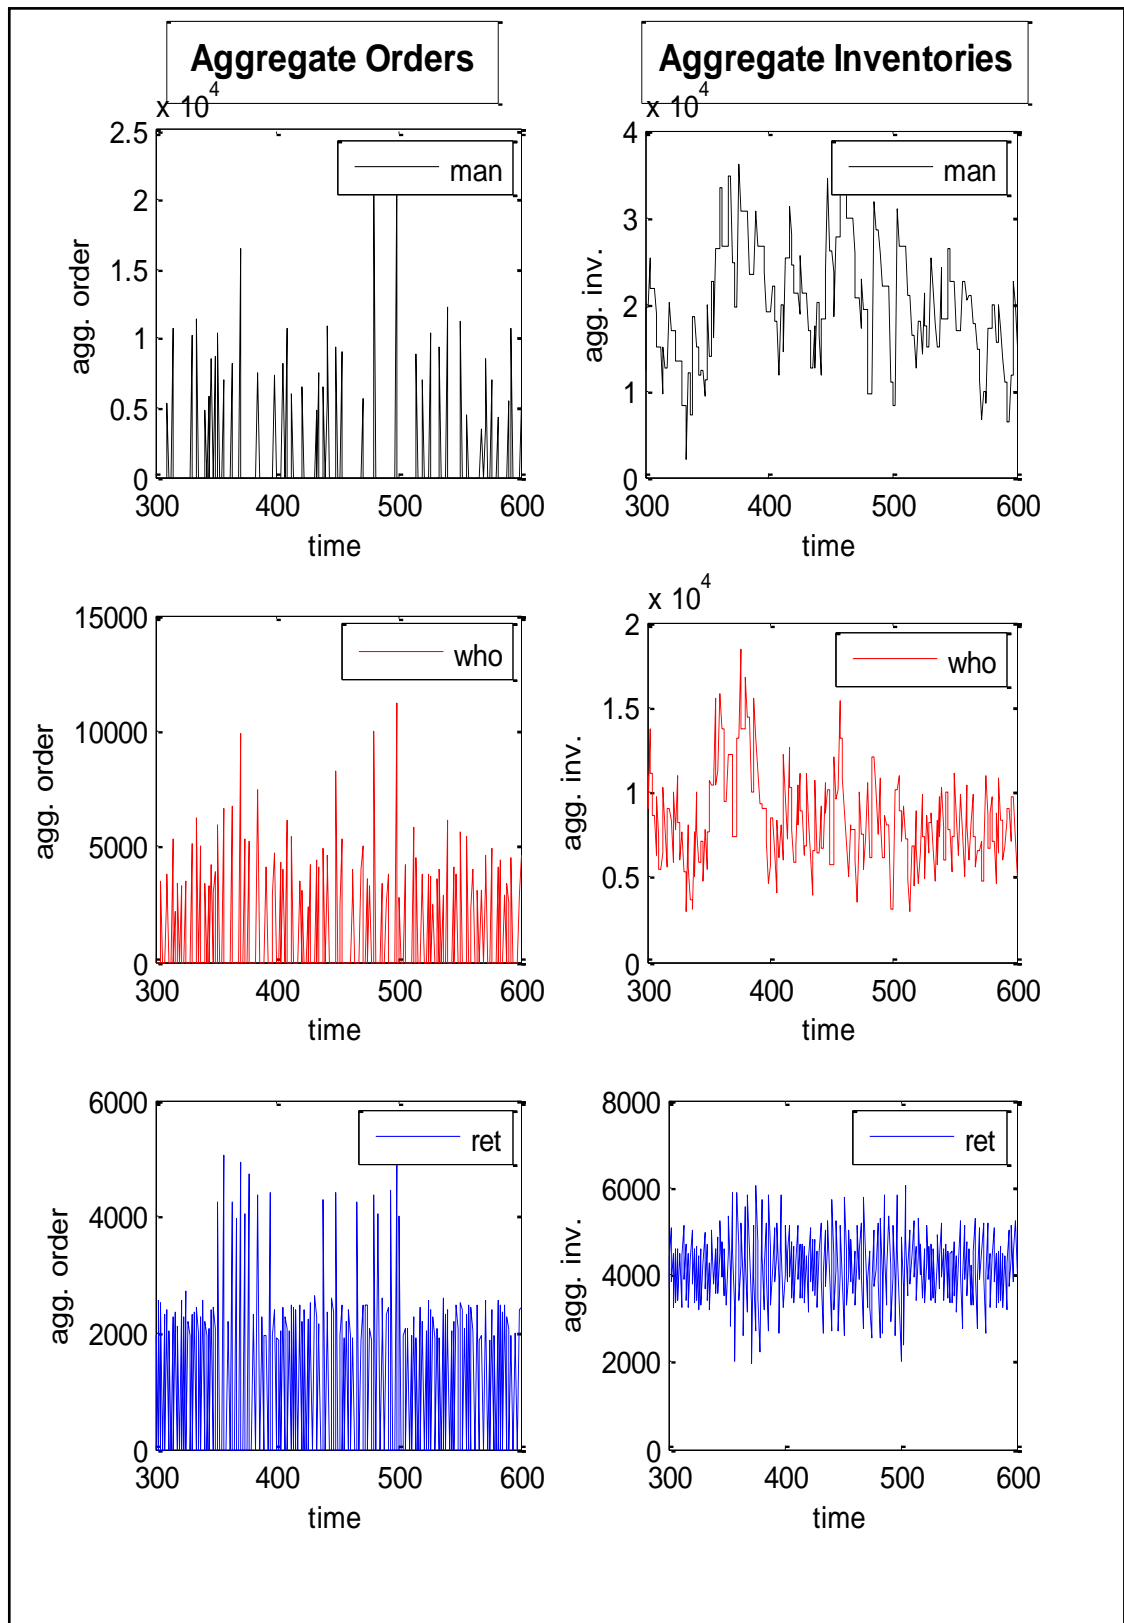 Aggregate Orders
Aggregate Inventories
x 10^4
2.5
2
1.5
1
0.5
0
300
400
500
600
agg. order
time
man
x 10^4
4
3
2
1
0
300
400
500
600
agg. inv.
time
man
15000
10000
5000
0
300
400
500
600
agg. order
time
who
x 10^4
2
1.5
1
0.5
0
300
400
500
600
agg. inv.
time
who
6000
4000
2000
0
300
400
500
600
agg. order
time
ret
8000
6000
4000
2000
0
300
400
500
600
agg. inv.
time
ret